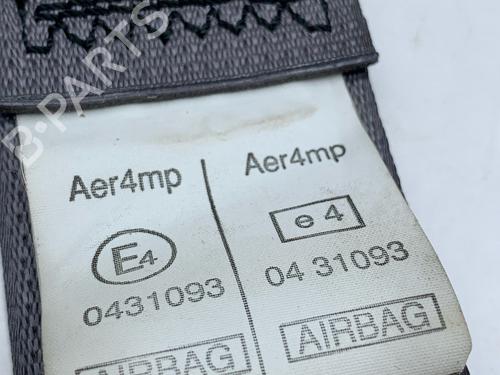 B-PARTS
Aer4mp
E4
0431093
AIRBAG
Aer4mp
e 4
04 31093
AIRBAG